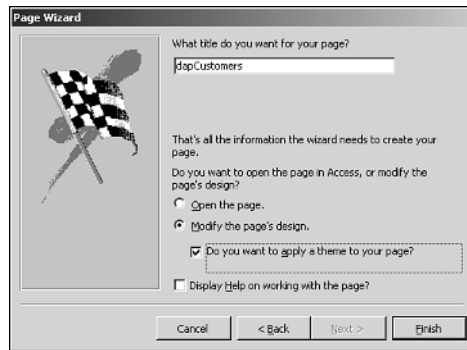 Page Wizard
What title do you want for your page?
dapCustomers
That's all the information the wizard needs to create your
page.
Do you want to open the page in Access, or modify the
page's design?
Open the page.
Modify the page's design.
Do you want to apply a theme to your page?
Display Help on working with the page?
Cancel < Back Next > Finish